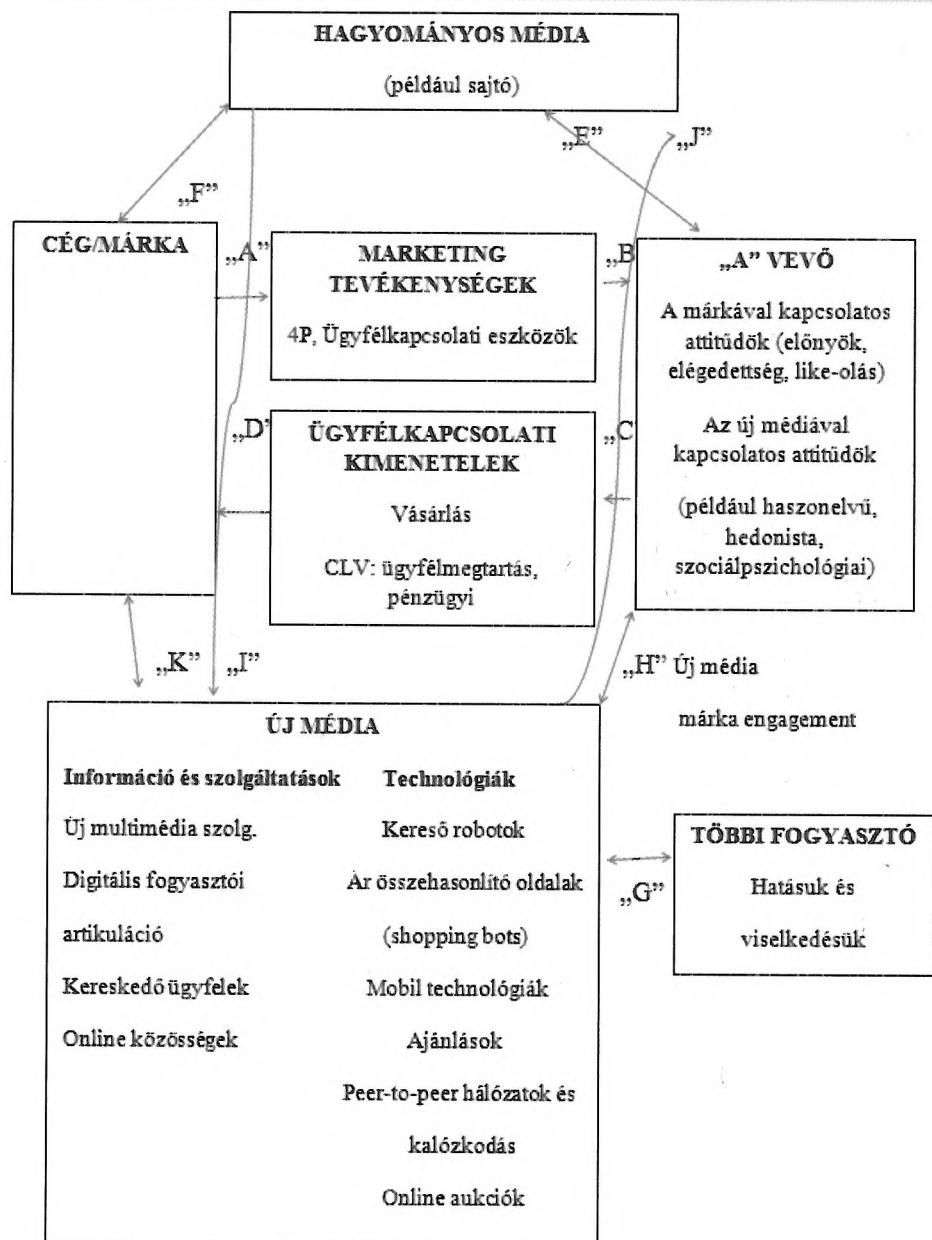 HAGYOMÁNYOS MÉDIA
(például sajtó)
„E”
„J”
„F”
CÉG/MÁRKA
„A”
MARKETING
TEVÉKENYSÉGEK
4P, Ügyfélkapcsolati eszközök
„B
„A” VEVŐ
A márkával kapcsolatos
attitűdök (előnyök,
elégedettség, like-olás)
Az új médiával
kapcsolatos attitűdök
(például haszonelvű,
hedonista,
szociálpszichológiai)
„D'
ÜGYFÉLKAPCSOLATI
KIMENETELEK
Vásárlás
CLV: ügyfélmegtartás,
pénzügyi
„C
„K”
„I”
„H” Új média
márka engagement
ÚJ MÉDIA
Információ és szolgáltatások
Új multimédia szolg.
Digitális fogyasztói
artikuláció
Kereskedő ügyfelek
Online közösségek
Technológiák
Kereső robotok
Ár összehasonlító oldalak
(shopping bots)
Mobil technológiák
Ajánlások
Peer-to-peer hálózatok és
kalózkodás
Online aukciók
„G”
TÖBBI FOGYASZTÓ
Hatásuk és
viselkedésük